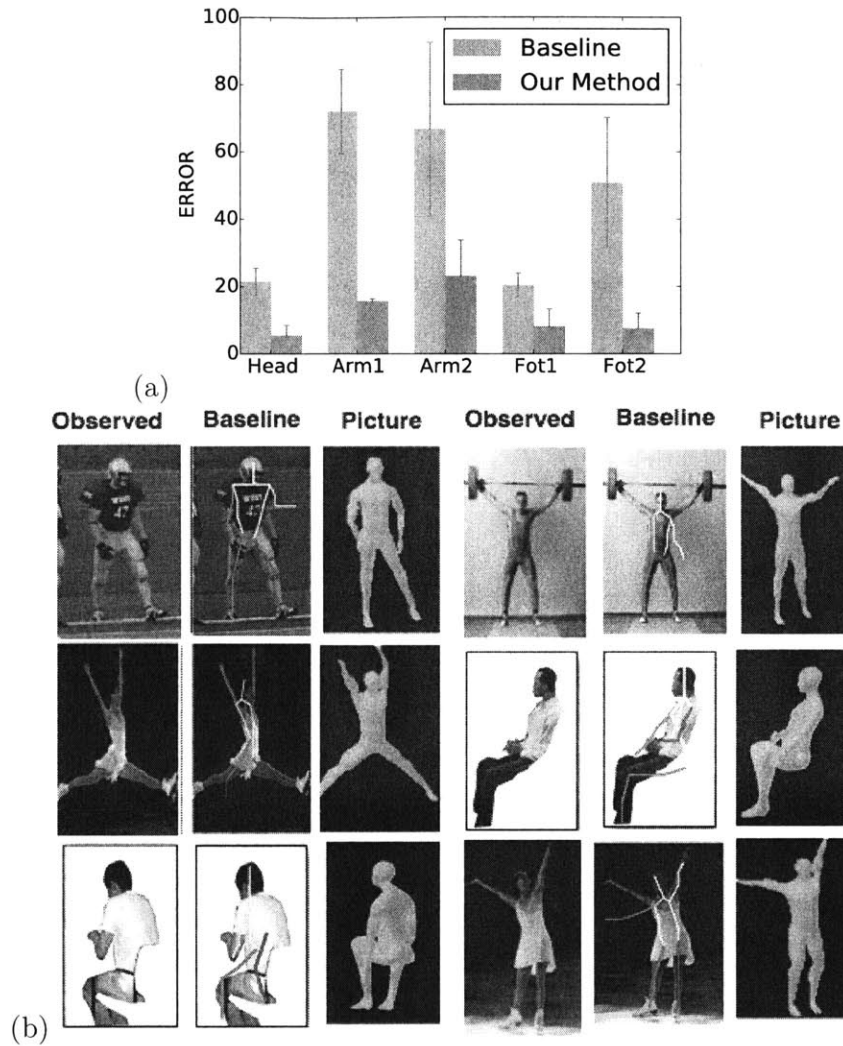 100
80
60
40
20
0
ERROR
Baseline
Our Method
Head Arm1 Arm2 Fot1 Fot2
(a)
Observed Baseline Picture Observed Baseline Picture
(b)